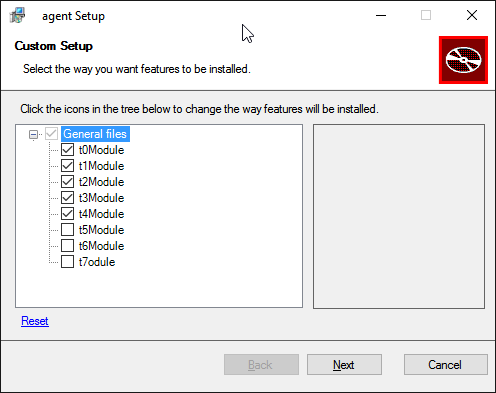 agent Setup
Custom Setup
Select the way you want features to be installed.
Click the icons in the tree below to change the way features will be installed.
General files
t0Module
t1Module
t2Module
t3Module
t4Module
t5Module
t6Module
t7odule
Reset
Back Next Cancel